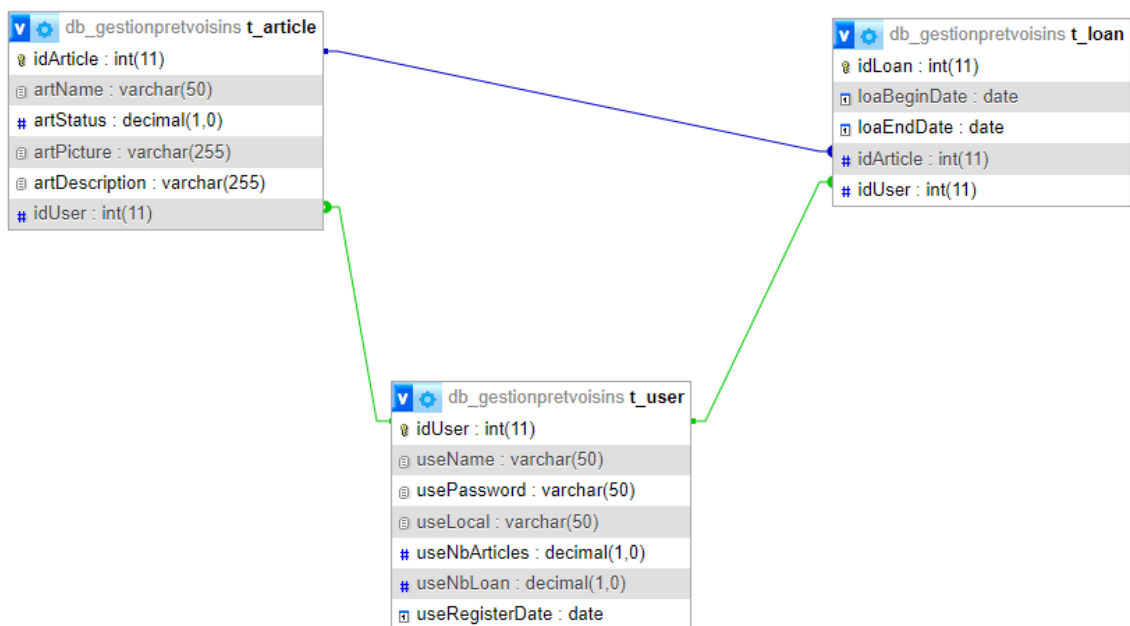 db_gestionpretvoisins t_article
idArticle : int(11)
artName : varchar(50)
artStatus : decimal(1,0)
artPicture : varchar(255)
artDescription : varchar(255)
idUser : int(11)
db_gestionpretvoisins t_loan
idLoan : int(11)
loaBeginDate : date
loaEndDate : date
idArticle : int(11)
idUser : int(11)
db_gestionpretvoisins t_user
idUser : int(11)
useName : varchar(50)
usePassword : varchar(50)
useLocal : varchar(50)
useNbArticles : decimal(1,0)
useNbLoan : decimal(1,0)
useRegisterDate : date